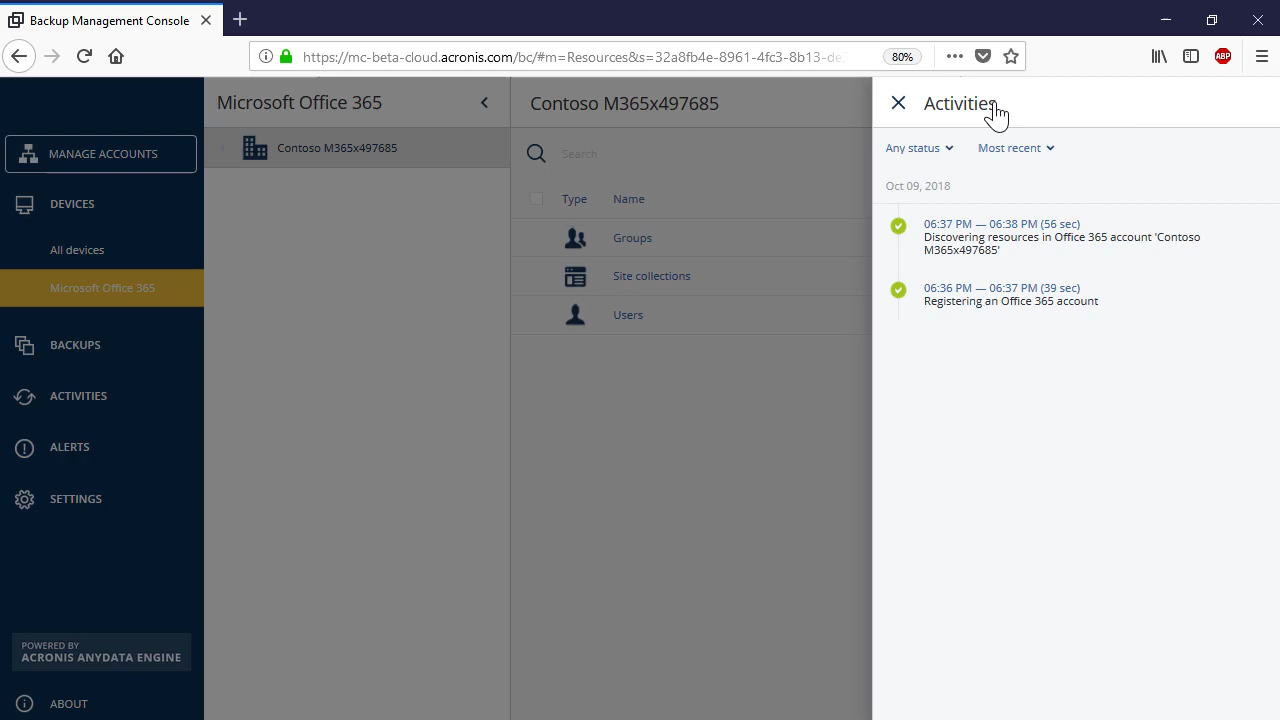 Backup Management Console
https://mc-beta-cloud.acronis.com/bc/#m=Resources&s=32a8fb4e-8961-4fc3-8b13-de
80%
ABP
MANAGE ACCOUNTS
DEVICES
All devices
Microsoft Office 365
BACKUPS
ACTIVITIES
ALERTS
SETTINGS
POWERED BY
ACRONIS ANYDATA ENGINE
ABOUT
Microsoft Office 365
Contoso M365x497685
Contoso M365x497685
Search
Type Name
Groups
Site collections
Users
Activities
Any status Most recent
Oct 09, 2018
06:37 PM — 06:38 PM (56 sec)
Discovering resources in Office 365 account 'Contoso
M365x497685'
06:36 PM — 06:37 PM (39 sec)
Registering an Office 365 account